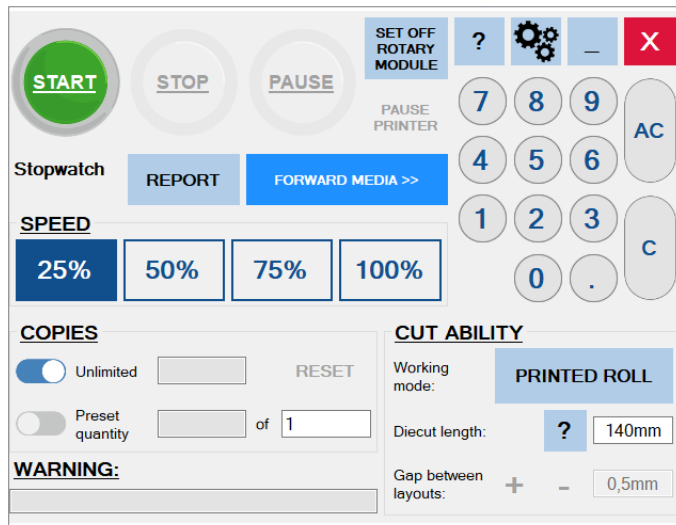 START
STOP
PAUSE
SET OFF
ROTARY
MODULE
?
_
X
PAUSE
PRINTER
7
8
9
AC
4
5
6
Stopwatch
REPORT
FORWARD MEDIA >>
1
2
3
C
0
.
SPEED
25%
50%
75%
100%
COPIES
Unlimited
RESET
Preset
quantity
of
1
WARNING:
CUT ABILITY
Working
mode:
PRINTED ROLL
Diecut length:
?
140mm
Gap between
layouts:
+
-
0,5mm